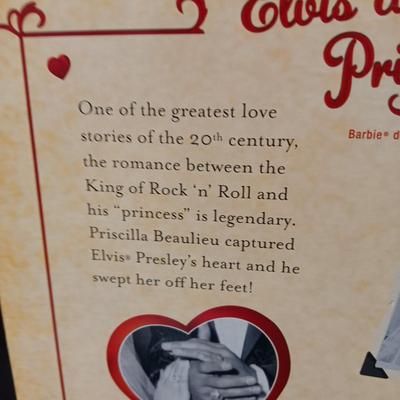 Elvis
Pri
Barbie® d
One of the greatest love
stories of the 20th century,
the romance between the
King of Rock ‘n’ Roll and
his “princess” is legendary.
Priscilla Beaulieu captured
Elvis® Presley’s heart and he
swept her off her feet!